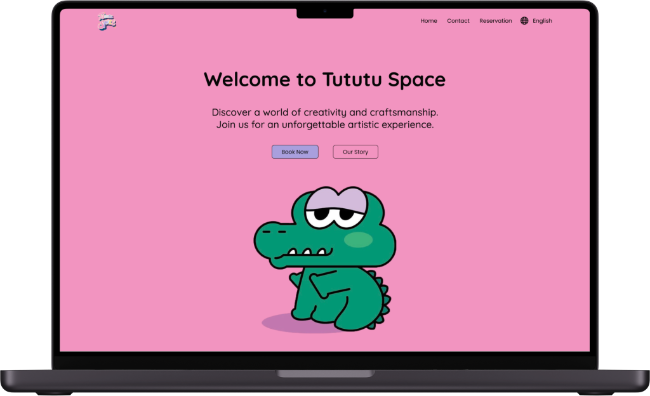 Home Contact Reservation English
Welcome to Tututu Space
Discover a world of creativity and craftsmanship.
Join us for an unforgettable artistic experience.
Book Now Our Story